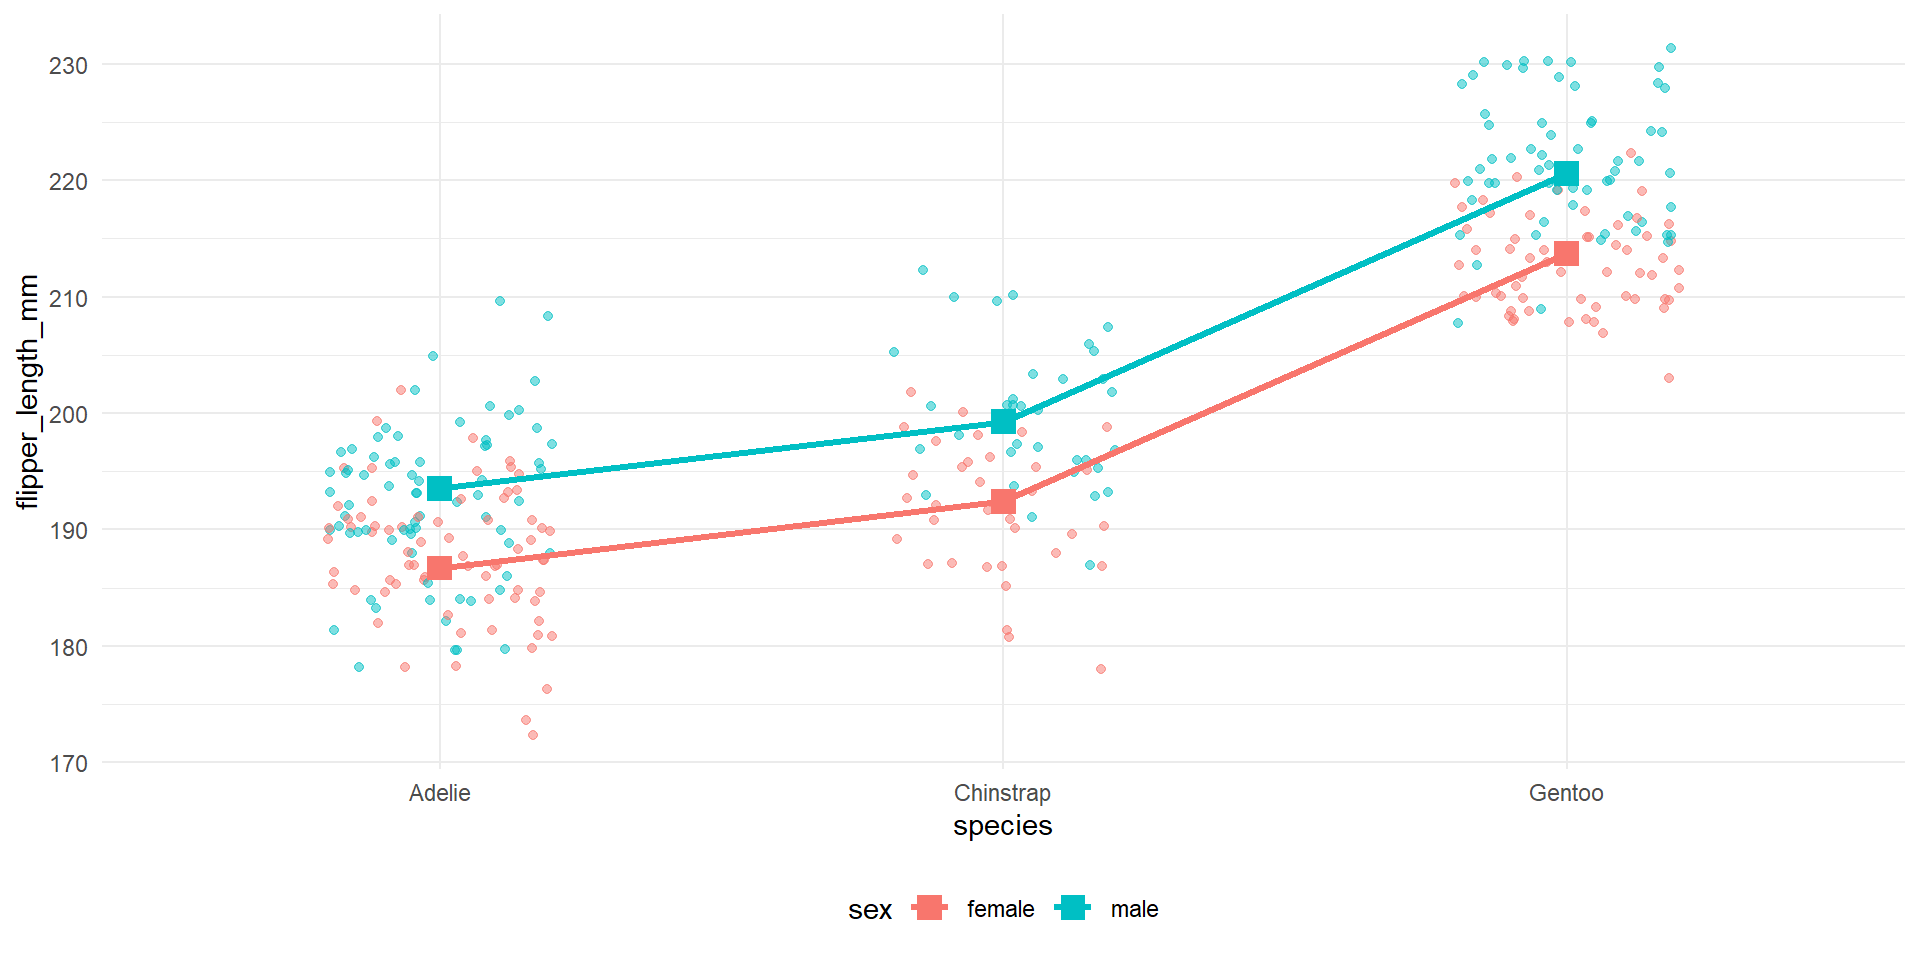 flipper_length_mm
230
220
210
200
190
180
170
Adelie Chinstrap Gentoo
species
sex female male